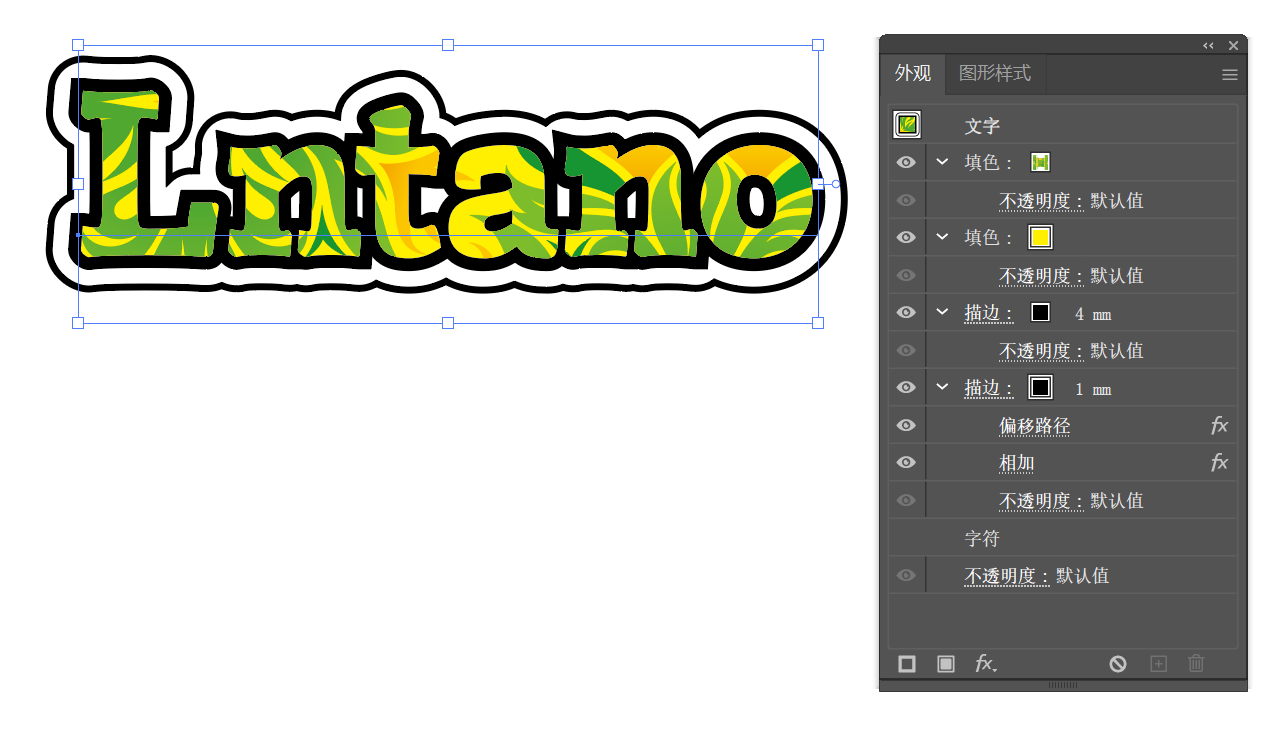 Lntano
外观 图形样式
文字
填色：
不透明度：默认值
填色：
不透明度：默认值
描边： 4 mm
不透明度：默认值
描边： 1 mm
偏移路径 fx
相加 fx
不透明度：默认值
字符
不透明度：默认值
fx